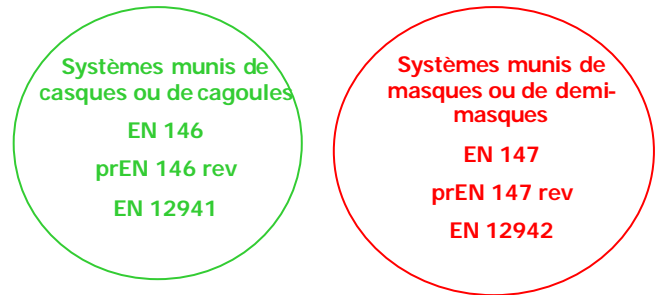 Systèmes munis de
casques ou de cagoules
EN 146
prEN 146 rev
EN 12941
Systèmes munis de
masques ou de demi-
masques
EN 147
prEN 147 rev
EN 12942